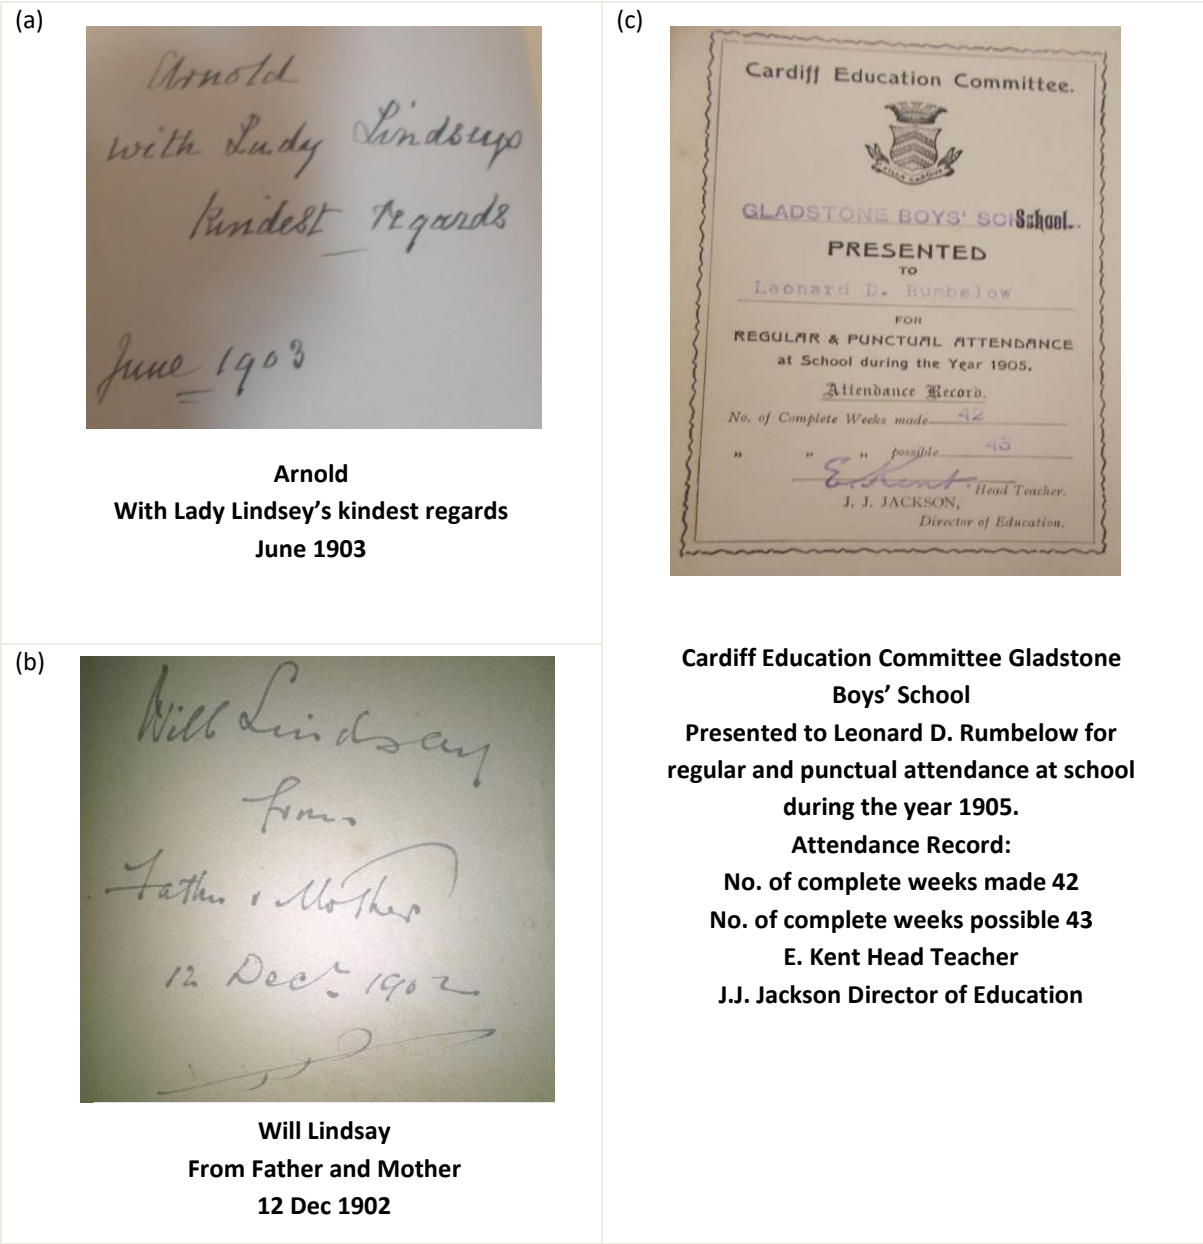 (a)
Arnold
with Lady Lindseys
kindest regards
June 1903
Arnold
With Lady Lindsey’s kindest regards
June 1903
(b)
Will Lindsay
from
Father & Mother
12 Decr 1902
Will Lindsay
From Father and Mother
12 Dec 1902
(c)
Cardiff Education Committee.
VILLA CARDIFF
GLADSTONE BOYS' SCHSchool.
PRESENTED
TO
Leonard D. Rumbelow
FOR
REGULAR & PUNCTUAL ATTENDANCE
at School during the Year 1905.
Attendance Record.
No. of Complete Weeks made 42
" " " possible 43
E. Kent. Head Teacher.
J. J. JACKSON,
Director of Education.
Cardiff Education Committee Gladstone
Boys’ School
Presented to Leonard D. Rumbelow for
regular and punctual attendance at school
during the year 1905.
Attendance Record:
No. of complete weeks made 42
No. of complete weeks possible 43
E. Kent Head Teacher
J.J. Jackson Director of Education